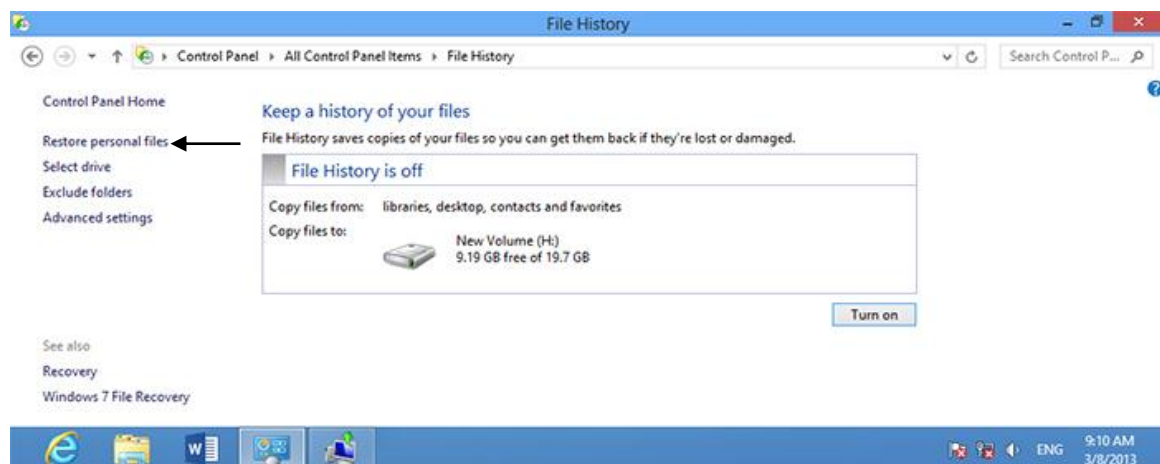 File History
Control Panel All Control Panel Items File History
Search Control P...
Control Panel Home
Restore personal files
Select drive
Exclude folders
Advanced settings
Keep a history of your files
File History saves copies of your files so you can get them back if they're lost or damaged.
File History is off
Copy files from: libraries, desktop, contacts and favorites
Copy files to:
New Volume (H:)
9.19 GB free of 19.7 GB
Turn on
See also
Recovery
Windows 7 File Recovery
ENG
9:10 AM
3/8/2013